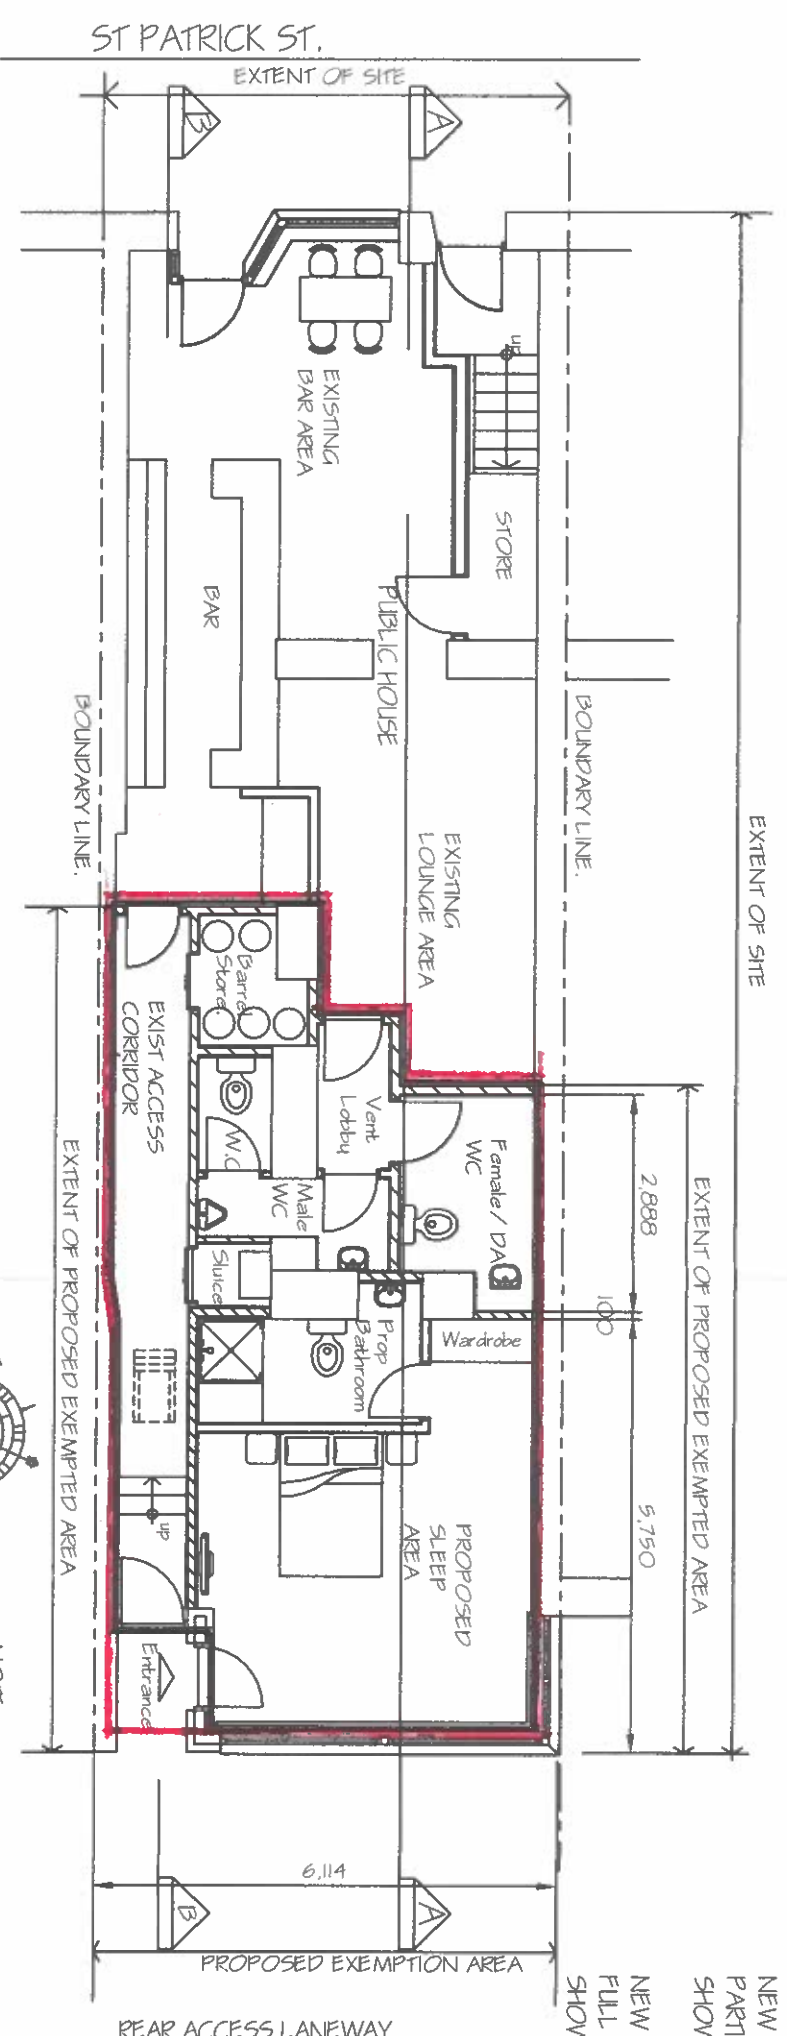 ST PATRICK ST.
EXTENT OF SITE
B
A
up
EXISTING
BAR AREA
STORE
BAR
PUBLIC HOUSE
BOUNDARY LINE.
BOUNDARY LINE.
EXISTING
LOUNGE AREA
EXTENT OF SITE
Barrel
Store.
EXIST ACCESS
CORRIDOR
Vent
Lobby
W.C
Male
WC
Female / DA
WC
Sluice
Prop
Bathroom
Wardrobe
2,888
100
5,750
EXTENT OF PROPOSED EXEMPTED AREA
EXTENT OF PROPOSED EXEMPTED AREA
up
PROPOSED
SLEEP
AREA
Entrance
6,114
B
A
PROPOSED EXEMPTION AREA
REAR ACCESS LANEWAY
NEW
FULL
SHOW
NEW
PART
SHOW